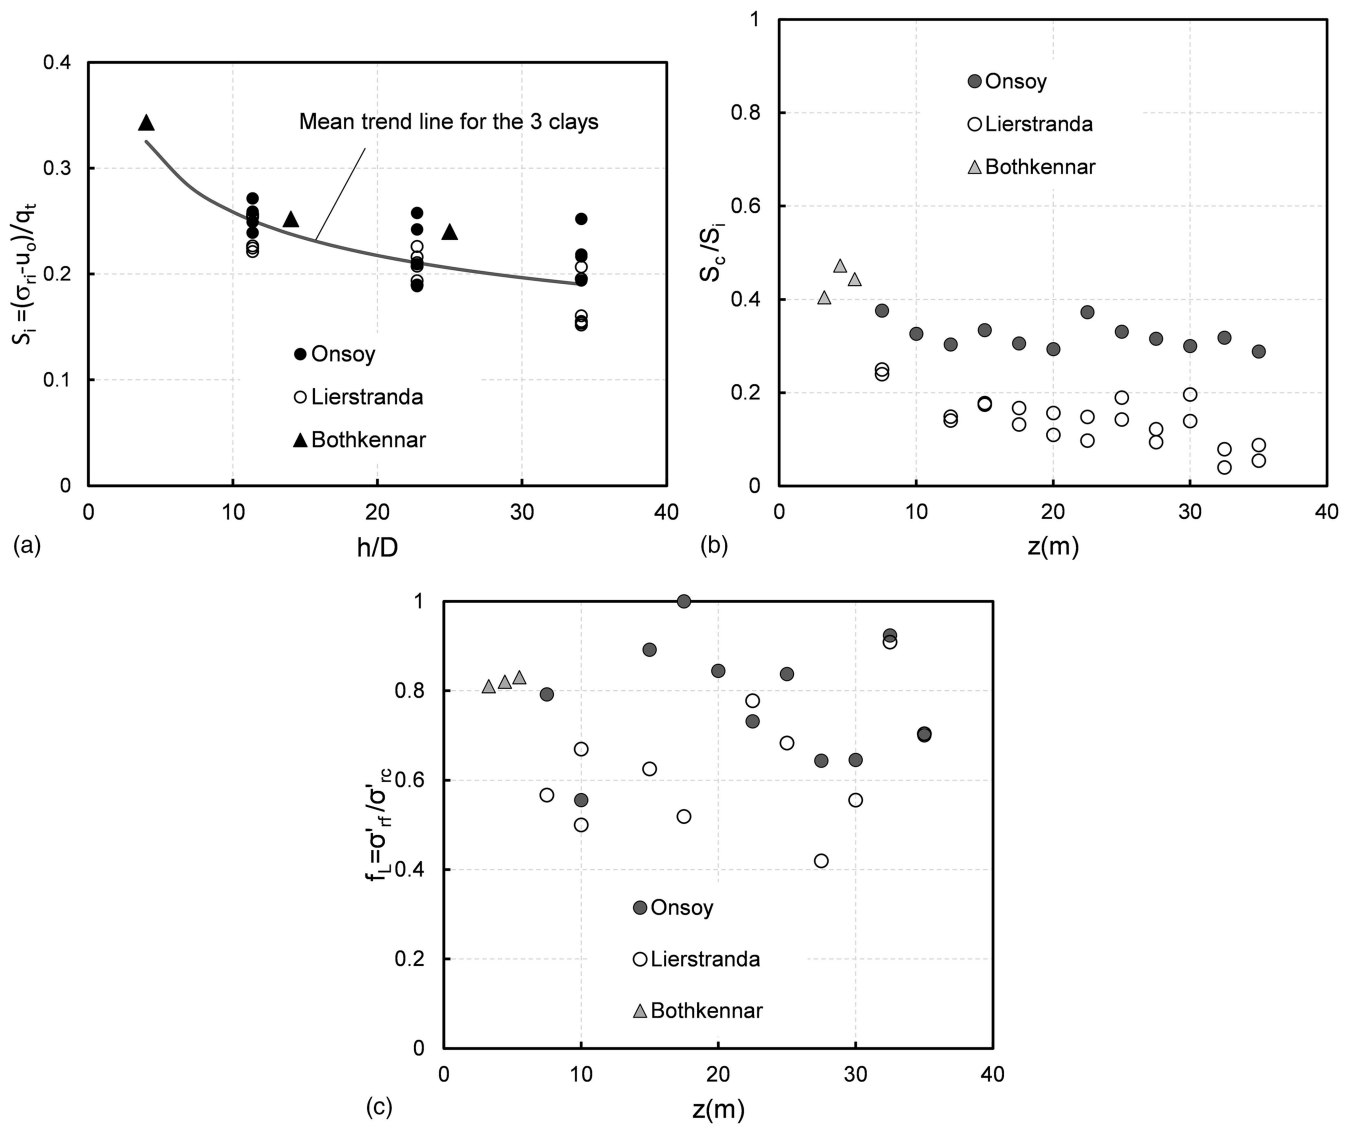 0.4
0.3
0.2
0.1
0
S_i =(σ_ri-u_o)/q_t
Mean trend line for the 3 clays
Onsoy
Lierstranda
Bothkennar
0 10 20 30 40
h/D
(a)
1
0.8
0.6
0.4
0.2
0
S_c/S_i
Onsoy
Lierstranda
Bothkennar
0 10 20 30 40
z(m)
(b)
1
0.8
0.6
0.4
0.2
0
f_L=σ'_rf/σ'_rc
Onsoy
Lierstranda
Bothkennar
0 10 20 30 40
z(m)
(c)